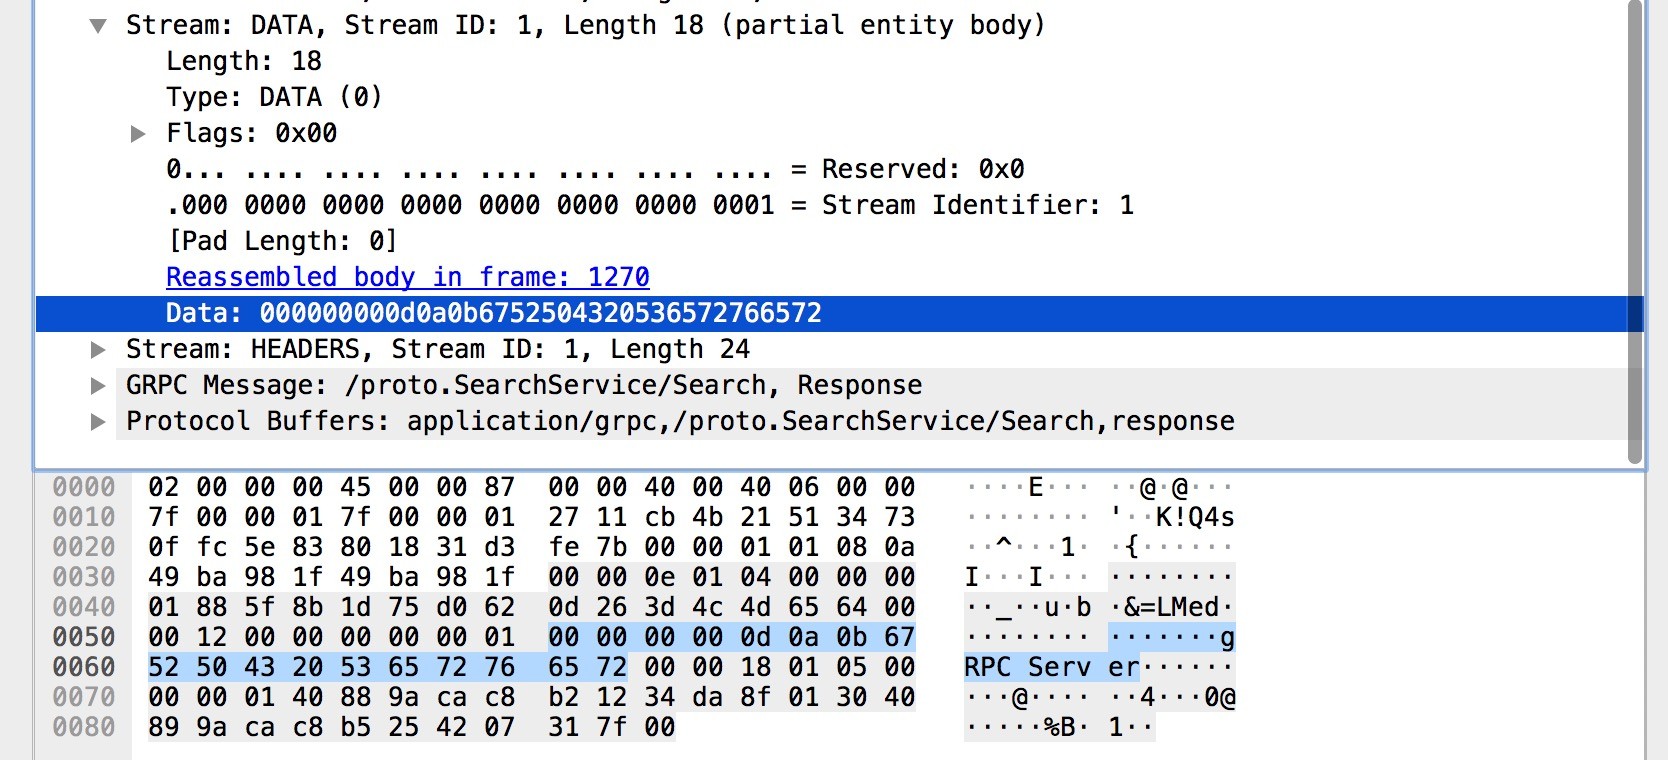 Stream: DATA, Stream ID: 1, Length 18 (partial entity body)
Length: 18
Type: DATA (0)
Flags: 0x00
0... .... .... .... .... .... .... .... = Reserved: 0x0
.000 0000 0000 0000 0000 0000 0000 0001 = Stream Identifier: 1
[Pad Length: 0]
Reassembled body in frame: 1270
Data: 000000000d0a0b6752504320536572766572
Stream: HEADERS, Stream ID: 1, Length 24
GRPC Message: /proto.SearchService/Search, Response
Protocol Buffers: application/grpc,/proto.SearchService/Search,response
0000 02 00 00 00 45 00 00 87 00 00 40 00 40 06 00 00 ····E··· ··@·@···
0010 7f 00 00 01 7f 00 00 01 27 11 cb 4b 21 51 34 73 ········ '··K!Q4s
0020 0f fc 5e 83 80 18 31 d3 fe 7b 00 00 01 01 08 0a ··^···1· ·{······
0030 49 ba 98 1f 49 ba 98 1f 00 00 0e 01 04 00 00 00 I···I··· ········
0040 01 88 5f 8b 1d 75 d0 62 0d 26 3d 4c 4d 65 64 00 ··_··u·b ·&=LMed·
0050 00 12 00 00 00 00 00 01 00 00 00 00 0d 0a 0b 67 ········ ·······g
0060 52 50 43 20 53 65 72 76 65 72 00 00 18 01 05 00 RPC Serv er······
0070 00 00 01 40 88 9a ca c8 b2 12 34 da 8f 01 30 40 ···@···· ··4···0@
0080 89 9a ca c8 b5 25 42 07 31 7f 00 ·····%B· 1··